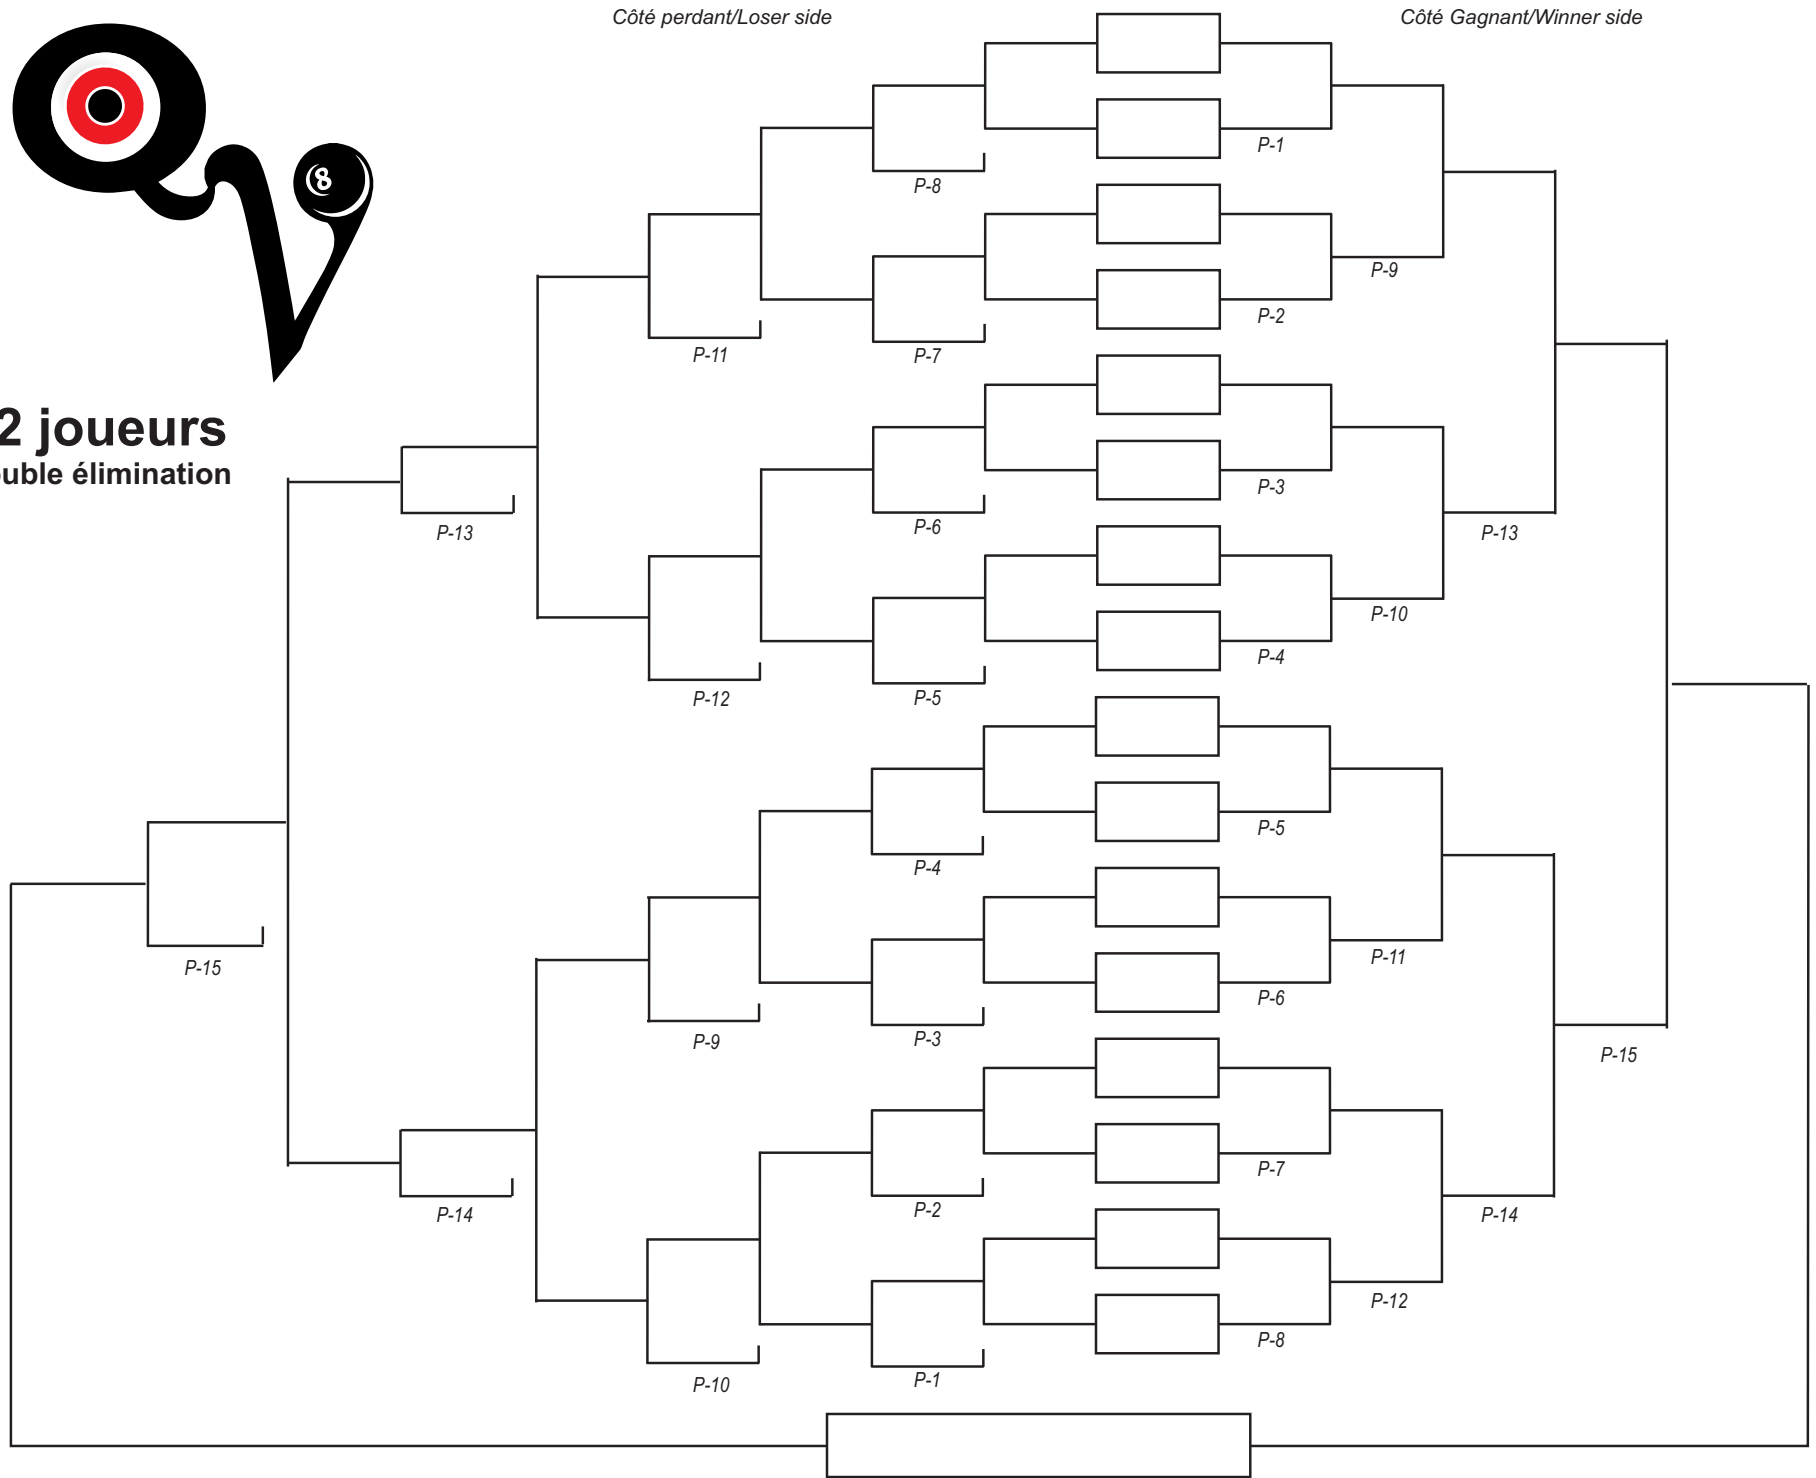 Côté perdant/Loser side
Côté Gagnant/Winner side
8
2 joueurs
uble élimination
P-1
P-8
P-9
P-2
P-11
P-7
P-3
P-6
P-13
P-13
P-10
P-4
P-12
P-5
P-5
P-4
P-11
P-15
P-6
P-9
P-3
P-15
P-7
P-14
P-2
P-14
P-12
P-8
P-10
P-1